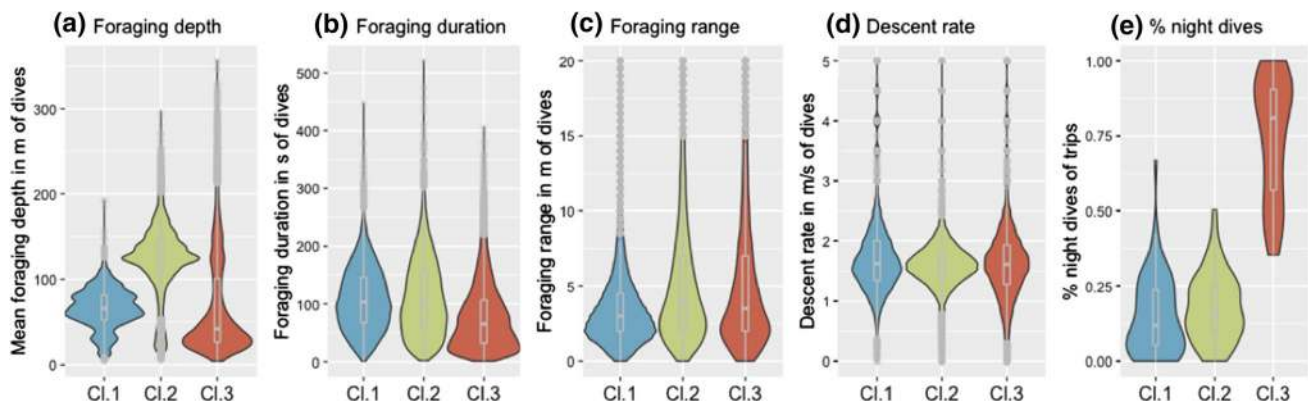 (a) Foraging depth
Mean foraging depth in m of dives
300
200
100
0
Cl.1 Cl.2 Cl.3
(b) Foraging duration
Foraging duration in s of dives
500
400
300
200
100
0
Cl.1 Cl.2 Cl.3
(c) Foraging range
Foraging range in m of dives
20
15
10
5
0
Cl.1 Cl.2 Cl.3
(d) Descent rate
Descent rate in m/s of dives
5
4
3
2
1
0
Cl.1 Cl.2 Cl.3
(e) % night dives
% night dives of trips
1.00
0.75
0.50
0.25
0.00
Cl.1 Cl.2 Cl.3